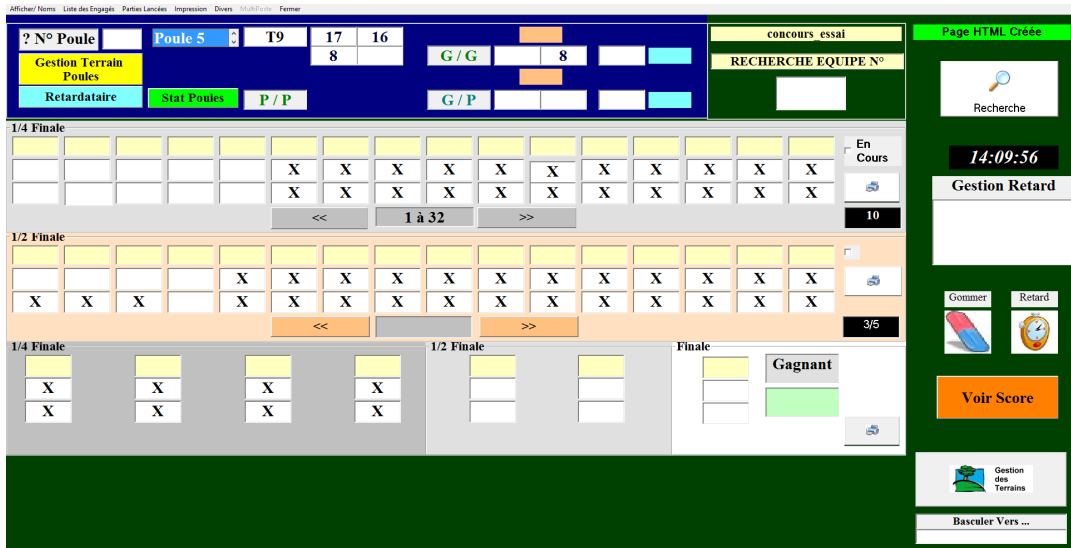 Afficher/ Noms Liste des Engagés Parties Lancées Impression Divers MultiPoste Fermer
? N° Poule Poule 5 T9 17 16 concours_essai Page HTML Créée
8 G / G 8
Gestion Terrain Poules RECHERCHE EQUIPE N°
Retardataire Stat Poules P / P G / P
Recherche
1/4 Finale
En Cours
X X X X X X X X X X X
X X X X X X X X X X X
<< 1 à 32 >> 10
14:09:56
Gestion Retard
1/2 Finale
X X X X X X X X X X X X
X X X X X X X X X X X X X X X
<< >> 3/5
Gommer Retard
1/4 Finale 1/2 Finale Finale
X X X X
X X X X
Gagnant
Voir Score
Gestion des Terrains
Basculer Vers ...